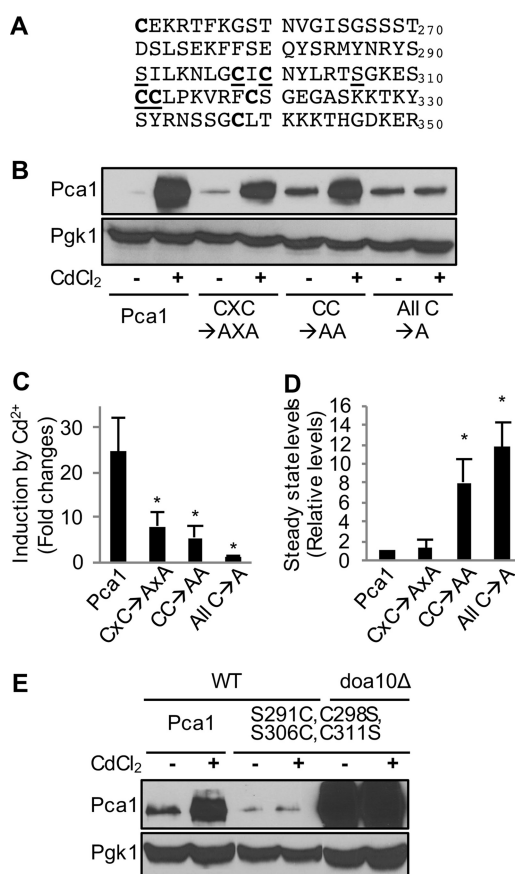 A
CEKRTFKGST NVGISGSSST270
DSLSEKFFSE QYSRMYNRYS290
SILKNLGCIC NYLRTSGKES310
CCLPKVRFCS GEGASKKTKY330
SYRNSSGCLT KKKTHGDKER350
B
Pca1
Pgk1
CdCl2 - + - + - + - +
Pca1 CXC→AXA CC→AA All C→A
C
Induction by Cd2+
(Fold changes)
30
20
10
0
Pca1 CxC→AxA CC→AA All C→A
* * *
D
Steady state levels
(Relative levels)
16
14
12
10
8
6
4
2
0
Pca1 CxC→AxA CC→AA All C→A
* *
E
WT doa10Δ
Pca1 S291C, C298S,
S306C, C311S
CdCl2 - + - + - +
Pca1
Pgk1